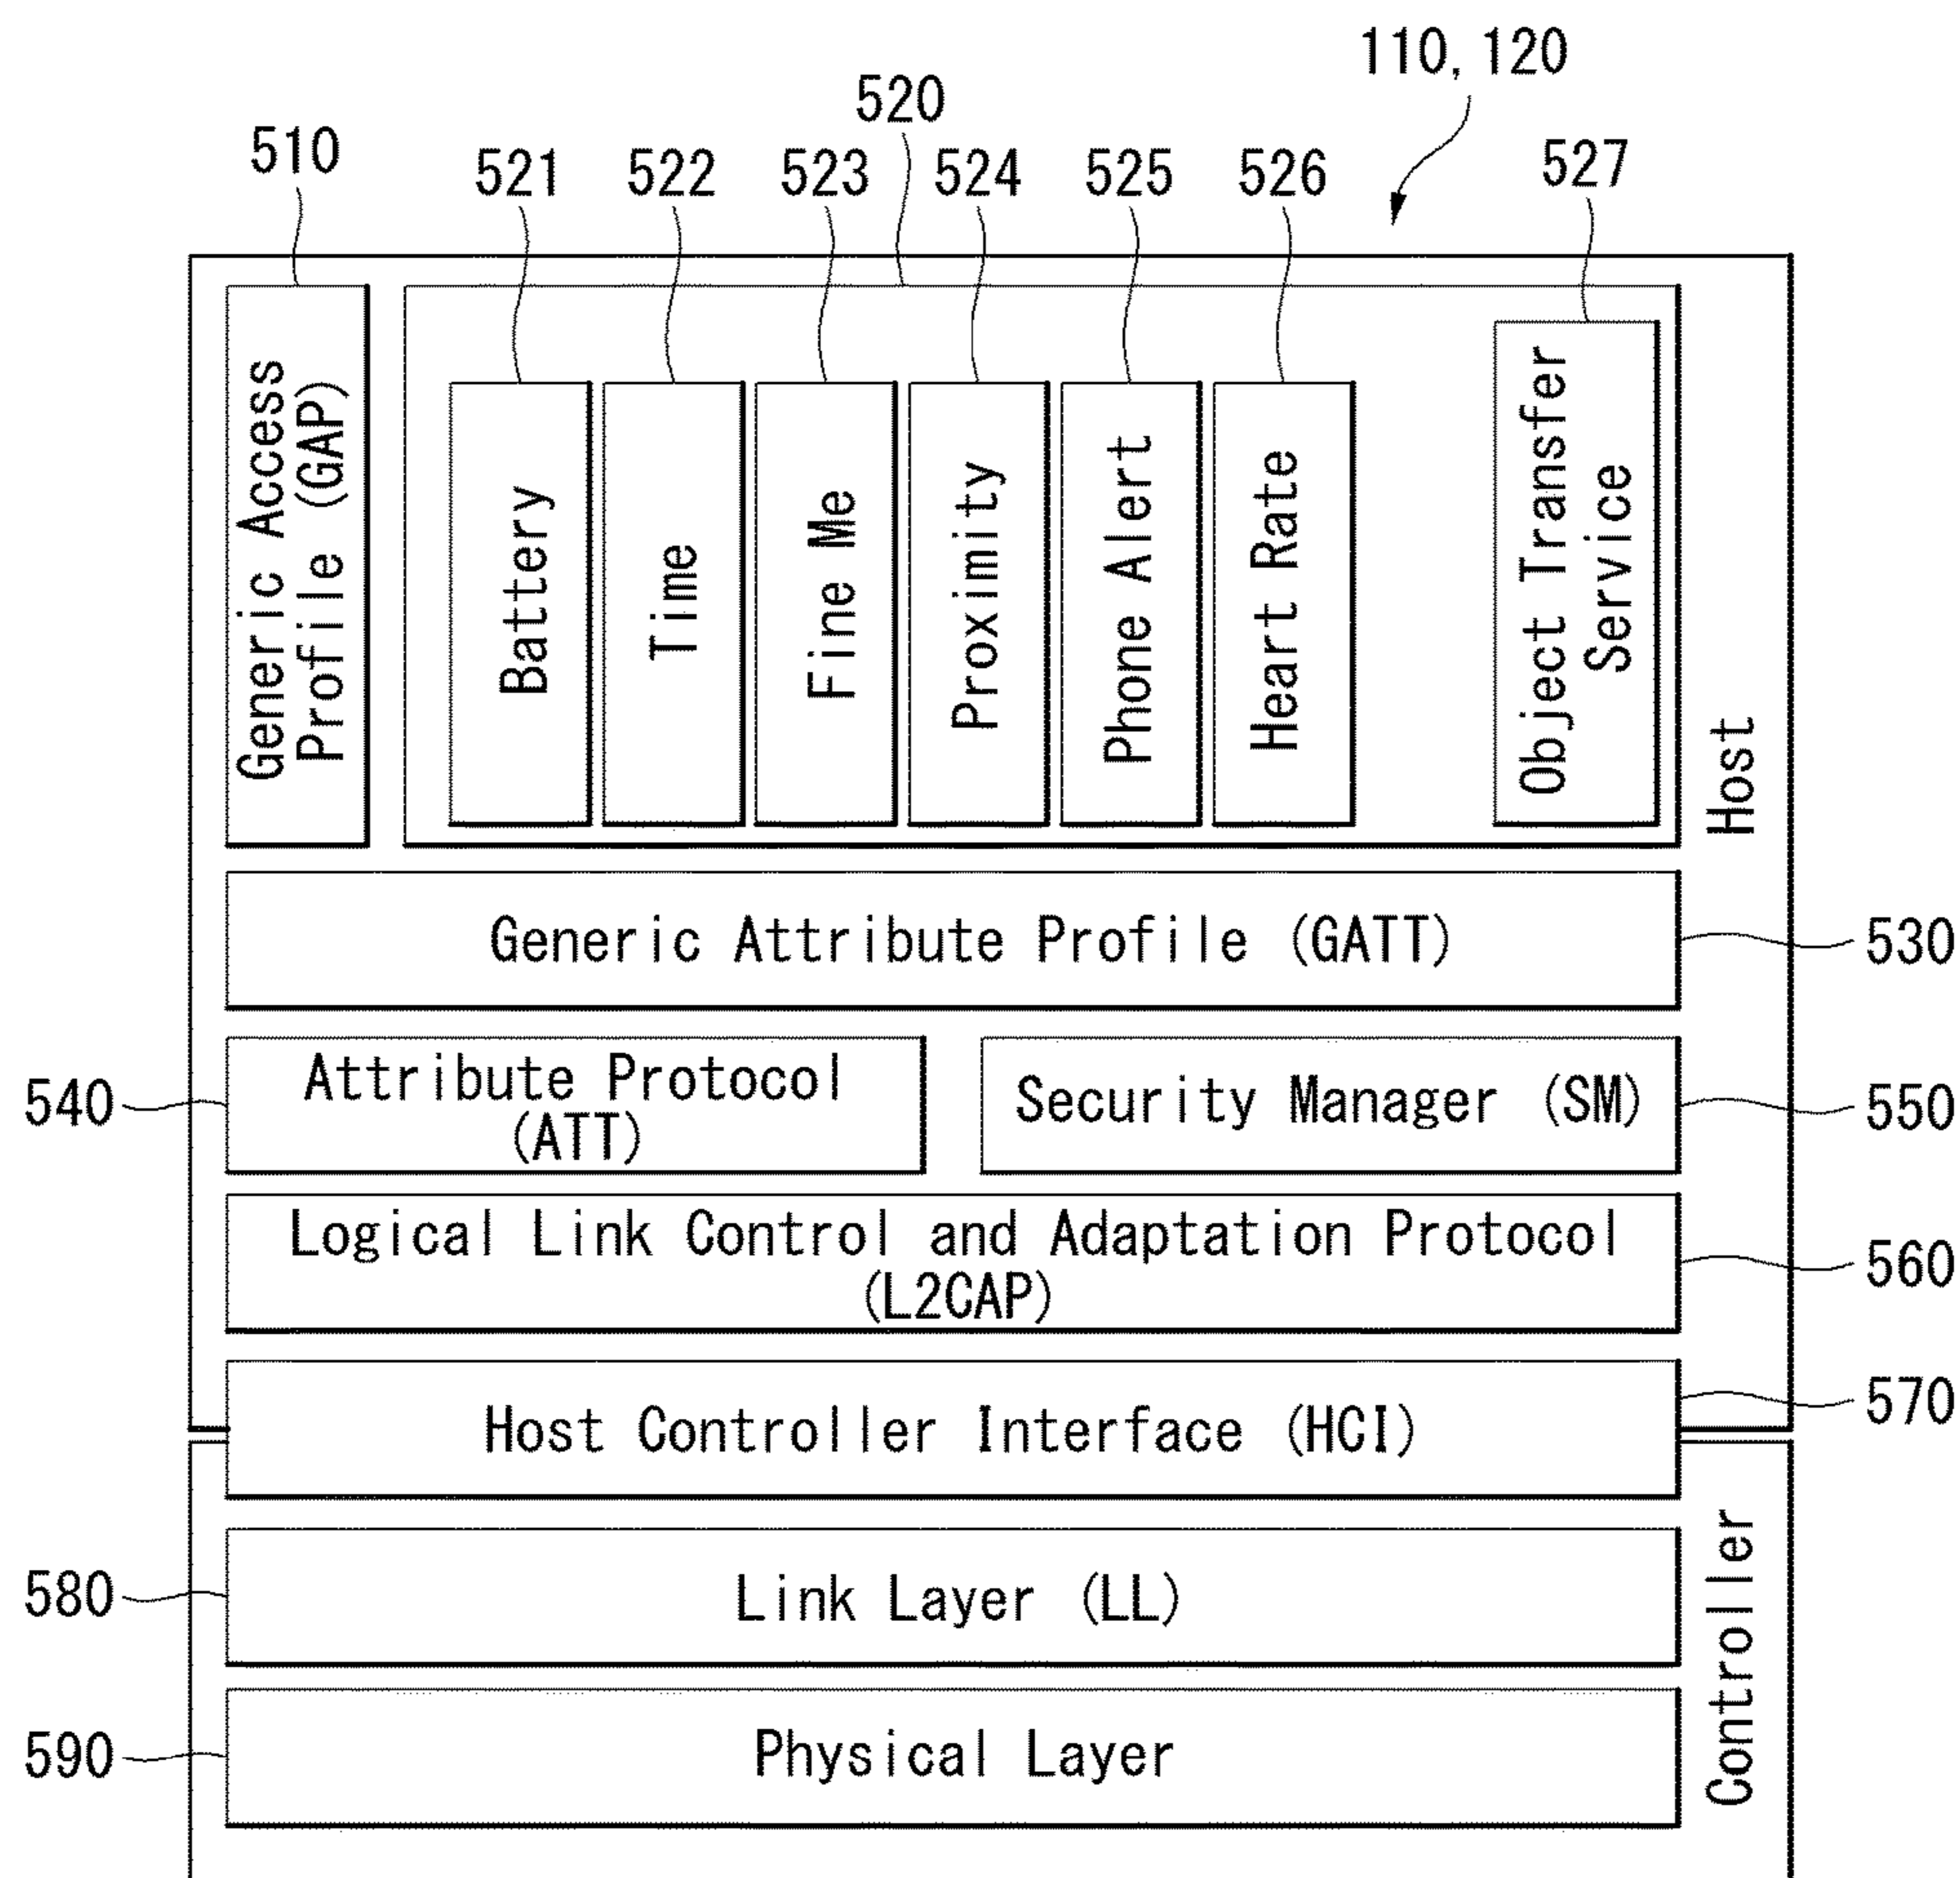 110, 120
520
510
521
522
523
524
525
526
527
Generic Access
Profile (GAP)
Battery
Time
Fine Me
Proximity
Phone Alert
Heart Rate
Object Transfer
Service
Host
Generic Attribute Profile (GATT)
530
540
Attribute Protocol
(ATT)
Security Manager (SM)
550
Logical Link Control and Adaptation Protocol
(L2CAP)
560
Host Controller Interface (HCI)
570
580
Link Layer (LL)
Controller
590
Physical Layer